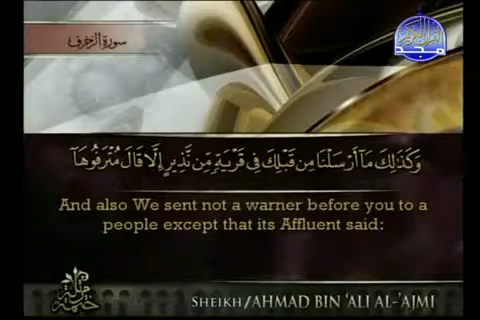 سورة الزخرف
المجد
وَكَذَٰلِكَ مَآ أَرْسَلْنَا مِن قَبْلِكَ فِى قَرْيَةٍ مِّن نَّذِيرٍ إِلَّا قَالَ مُتْرَفُوهَآ
And also We sent not a warner before you to a
people except that its Affluent said:
SHEIKH/AHMAD BIN 'ALI AL-'AJMI